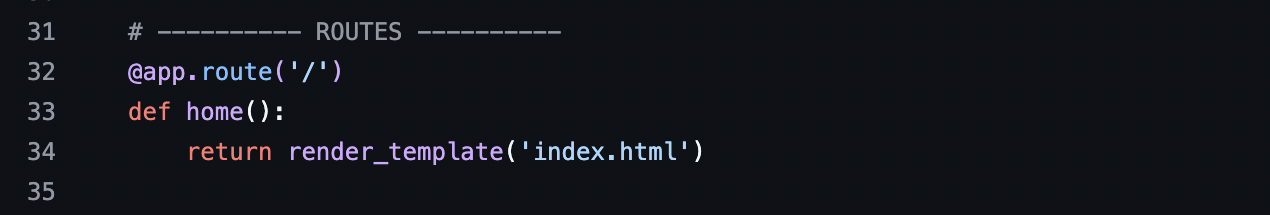 31 # ---------- ROUTES ----------
32 @app.route('/')
33 def home():
34     return render_template('index.html')
35